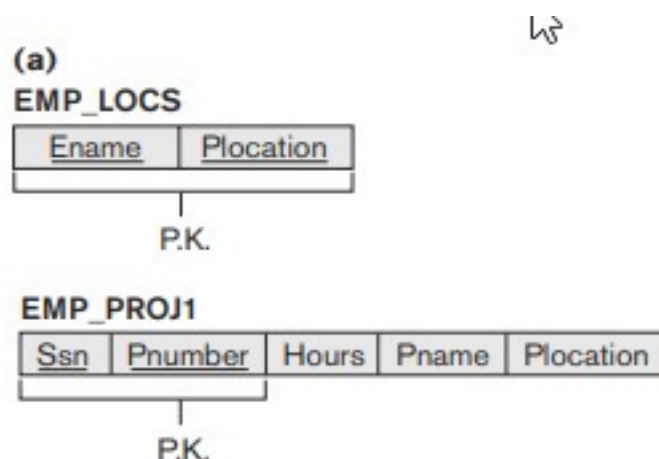 (a)
EMP_LOCS
Ename Plocation
P.K.
EMP_PROJ1
Ssn Pnumber Hours Pname Plocation
P.K.